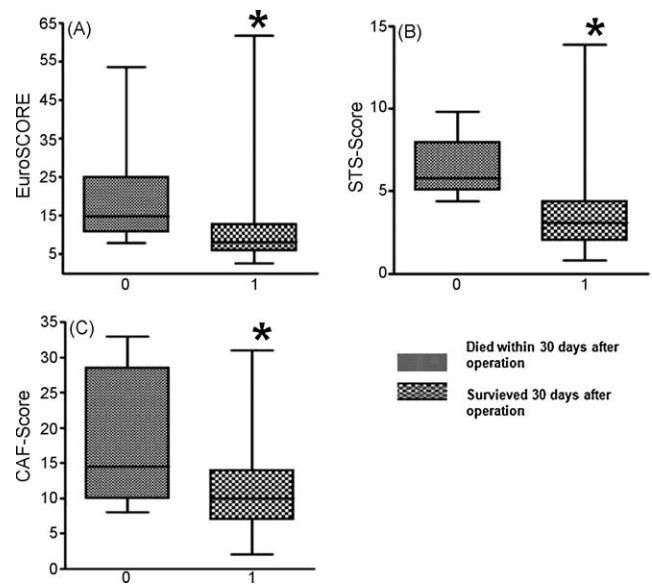 (A)
*
65
55
45
35
25
15
5
EuroSCORE
0 1
(B)
*
15
10
5
0
STS-Score
0 1
(C)
*
35
30
25
20
15
10
5
0
CAF-Score
0 1
Died within 30 days after
operation
Survieved 30 days after
operation